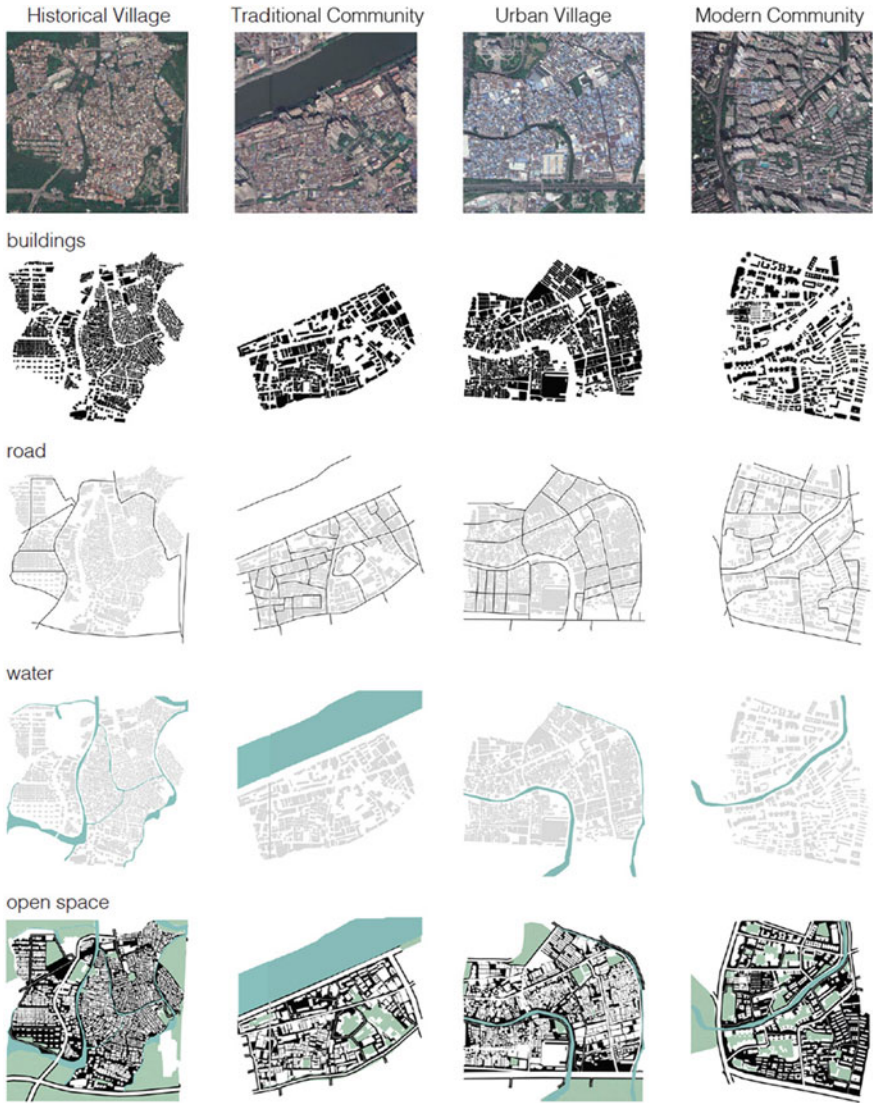 Historical Village
Traditional Community
Urban Village
Modern Community
buildings
road
water
open space